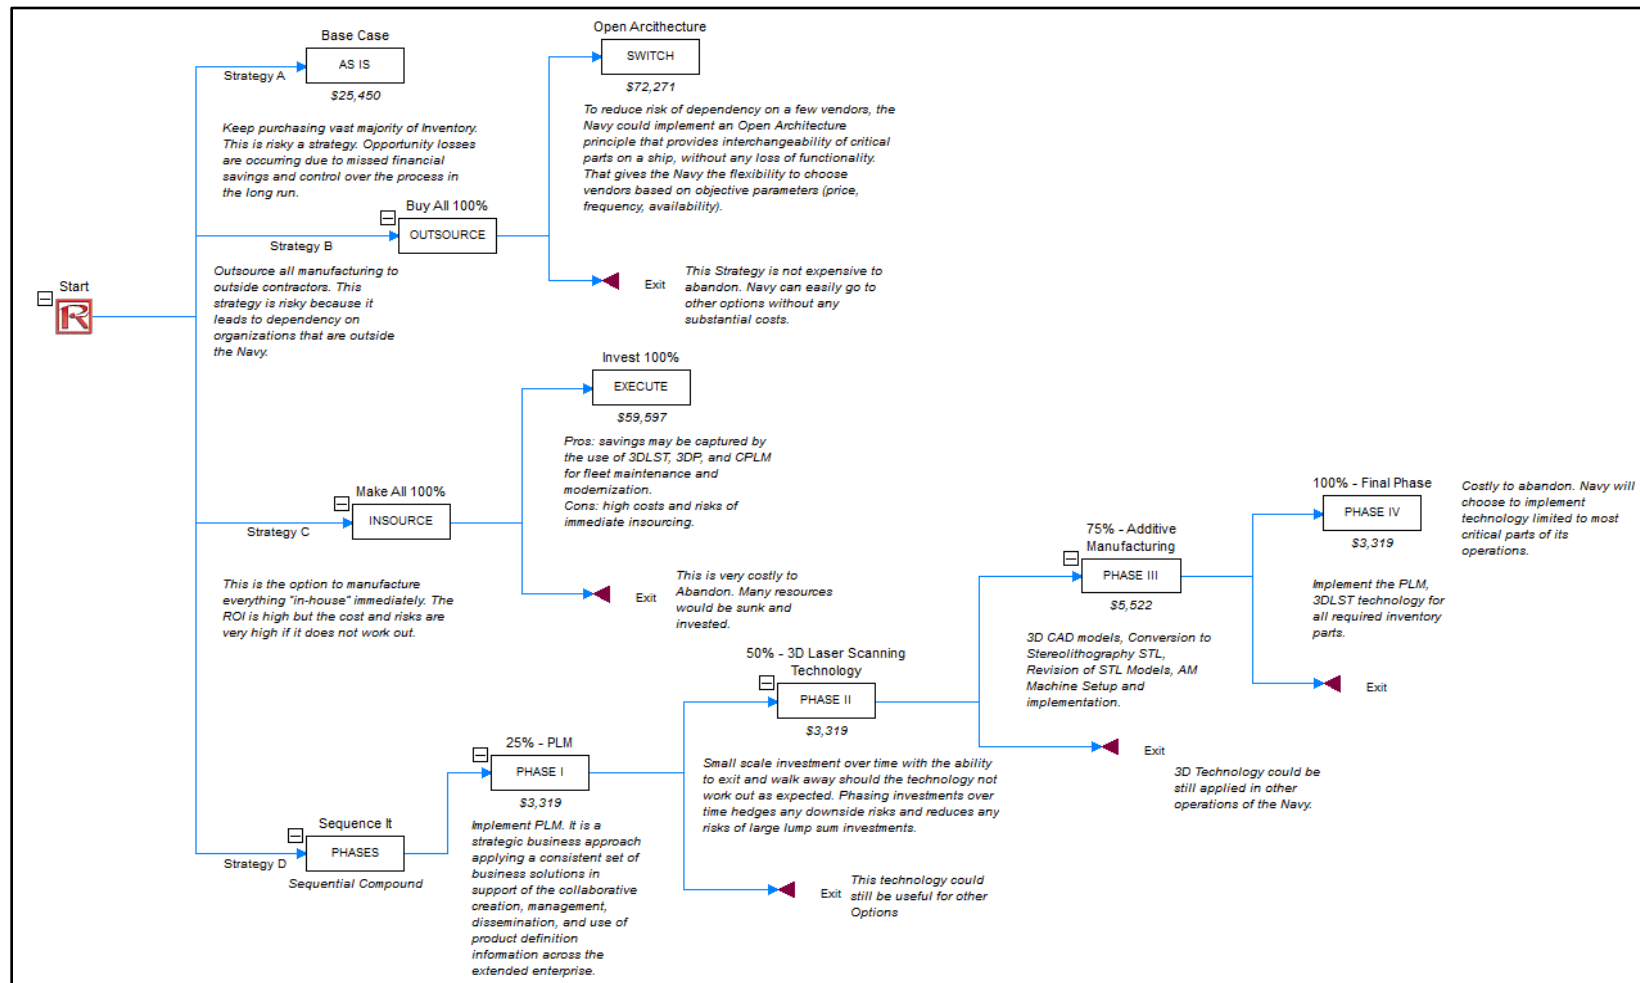 Start
R
Strategy A
Base Case
AS IS
$25,450
Keep purchasing vast majority of Inventory.
This is risky a strategy. Opportunity losses
are occurring due to missed financial
savings and control over the process in
the long run.
Strategy B
Buy All 100%
OUTSOURCE
Outsource all manufacturing to
outside contractors. This
strategy is risky because it
leads to dependency on
organizations that are outside
the Navy.
Open Arcithecture
SWITCH
$72,271
To reduce risk of dependency on a few vendors, the
Navy could implement an Open Architecture
principle that provides interchangeability of critical
parts on a ship, without any loss of functionality.
That gives the Navy the flexibility to choose
vendors based on objective parameters (price,
frequency, availability).
Exit
This Strategy is not expensive to
abandon. Navy can easily go to
other options without any
substantial costs.
Strategy C
Make All 100%
INSOURCE
This is the option to manufacture
everything "in-house" immediately. The
ROI is high but the cost and risks are
very high if it does not work out.
Invest 100%
EXECUTE
$59,597
Pros: savings may be captured by
the use of 3DLST, 3DP, and CPLM
for fleet maintenance and
modernization.
Cons: high costs and risks of
immediate insourcing.
Exit
This is very costly to
Abandon. Many resources
would be sunk and
invested.
Strategy D
Sequence It
PHASES
Sequential Compound
25% - PLM
PHASE I
$3,319
Implement PLM. It is a
strategic business approach
applying a consistent set of
business solutions in
support of the collaborative
creation, management,
dissemination, and use of
product definition
information across the
extended enterprise.
50% - 3D Laser Scanning
Technology
PHASE II
$3,319
Small scale investment over time with the ability
to exit and walk away should the technology not
work out as expected. Phasing investments over
time hedges any downside risks and reduces any
risks of large lump sum investments.
Exit
This technology could
still be useful for other
Options
75% - Additive
Manufacturing
PHASE III
$5,522
3D CAD models, Conversion to
Stereolithography STL,
Revision of STL Models, AM
Machine Setup and
implementation.
Exit
3D Technology could be
still applied in other
operations of the Navy.
100% - Final Phase
PHASE IV
$3,319
Implement the PLM,
3DLST technology for
all required inventory
parts.
Costly to abandon. Navy will
choose to implement
technology limited to most
critical parts of its
operations.
Exit